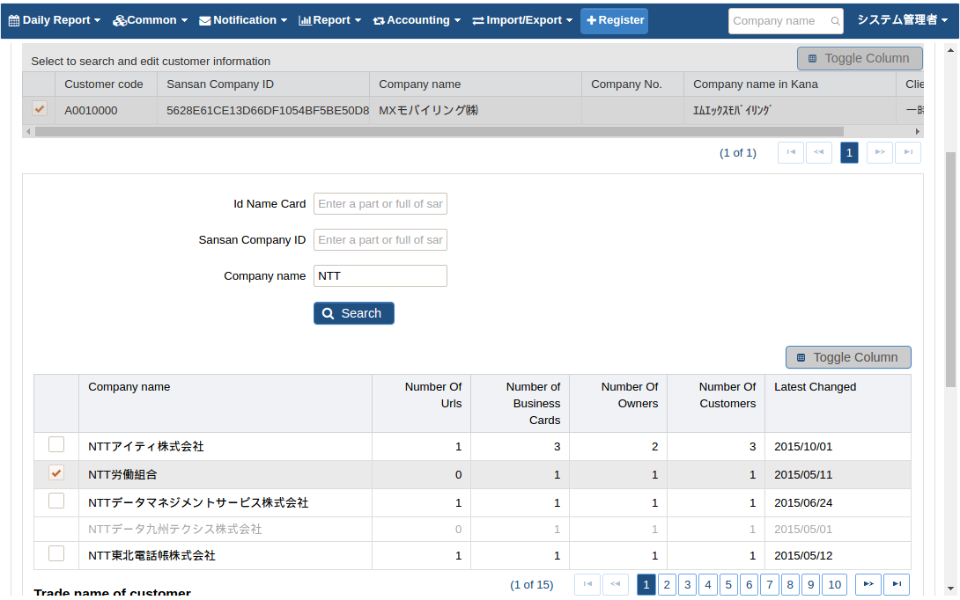 Daily Report Common Notification Report Accounting Import/Export Register Company name システム管理者
Select to search and edit customer information Toggle Column
Customer code Sansan Company ID Company name Company No. Company name in Kana Clie
A0010000 5628E61CE13D66DF1054BF5BE50D8 MXモバイリング㈱ ｴﾑｴｯｸｽﾓﾊﾞｲﾘﾝｸﾞ 一時
(1 of 1) 1
Id Name Card Enter a part or full of sar
Sansan Company ID Enter a part or full of sar
Company name NTT
Search
Toggle Column
Company name Number Of Urls Number of Business Cards Number Of Owners Number Of Customers Latest Changed
NTTアイティ株式会社 1 3 2 3 2015/10/01
NTT労働組合 0 1 1 1 2015/05/11
NTTデータマネジメントサービス株式会社 1 1 1 1 2015/06/24
NTTデータ九州テクシス株式会社 0 1 1 1 2015/05/01
NTT東北電話帳株式会社 1 1 1 1 2015/05/12
(1 of 15) 1 2 3 4 5 6 7 8 9 10
Trade name of customer